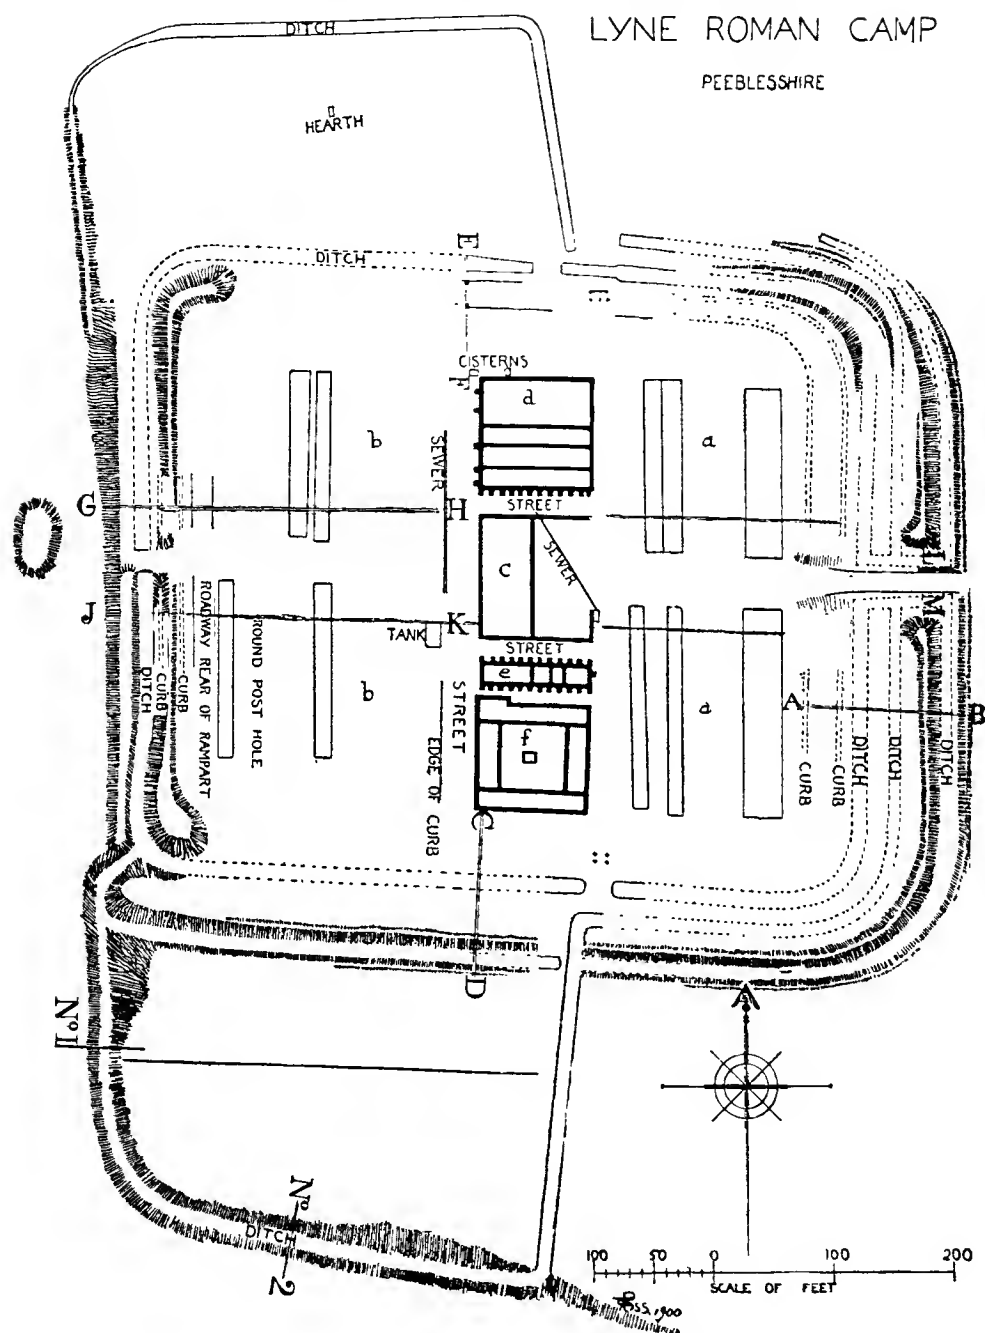 LYNE ROMAN CAMP
PEEBLESSHIRE
DITCH
HEARTH
DITCH
E
CISTERNS
F
d
b
a
SEWER
G
H
STREET
SEWER
c
L
J
K
M
TANK
STREET
e
ROADWAY REAR OF RAMPART
ROUND POST HOLE
DITCH
CURB
CURB
b
STREET
EDGE OF CURB
f
a
A
B
CURB
CURB
DITCH
DITCH
DITCH
C
D
No 1
No 2
DITCH
100 50 0 100 200
SCALE OF FEET
ROSS. 1900